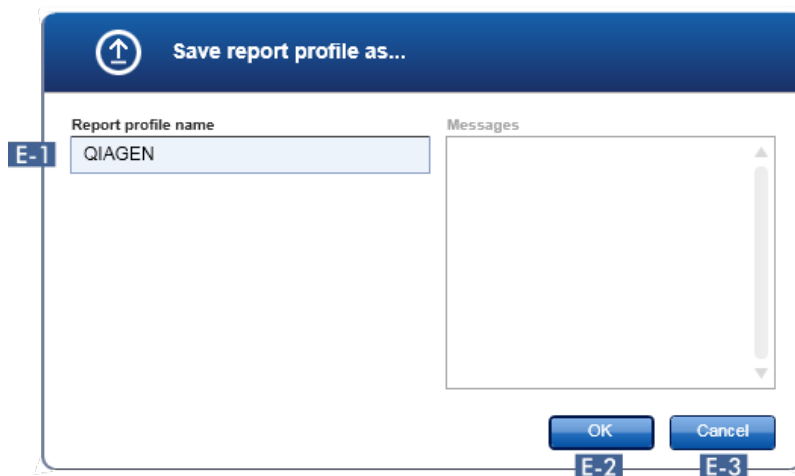 Save report profile as...
Report profile name
Messages
E-1
QIAGEN
OK
Cancel
E-2
E-3